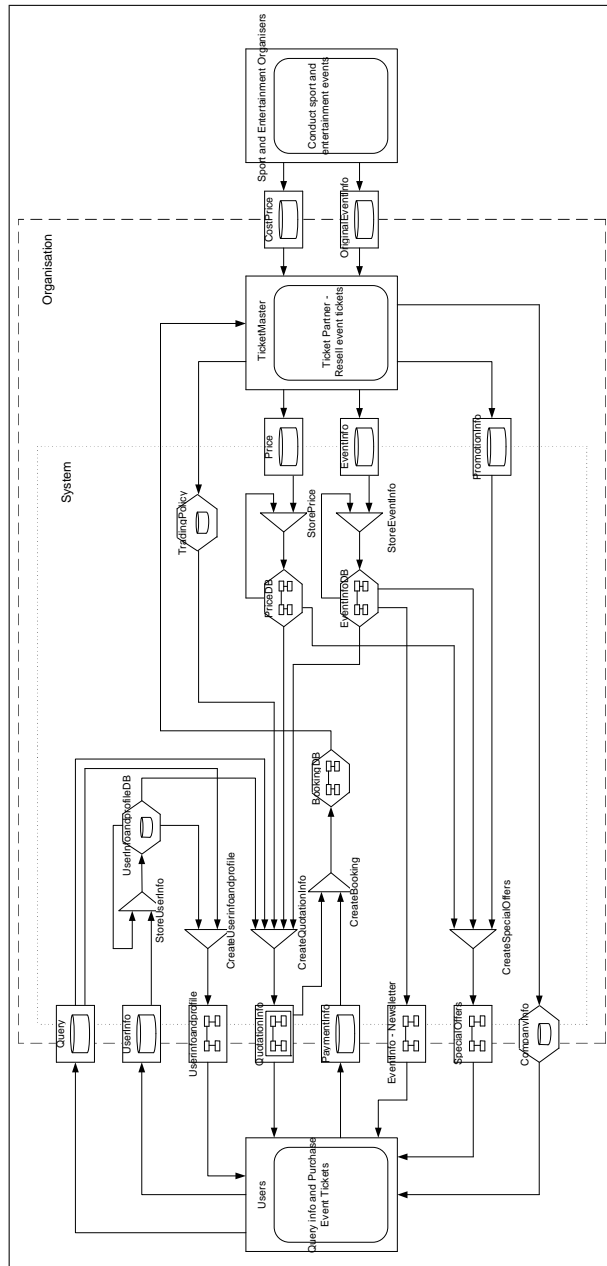 Organisation
System
Sport and Entertainment Organisers
Conduct sport and
entertainment events
CostPrice
OriginalEventInfo
TicketMaster
Ticket Partner -
Resell event tickets
TradingPolicy
Price
EventInfo
PromotionInfo
StorePrice
StoreEventInfo
PriceDB
EventInfoDB
BookingDB
UserInfoandprofileDB
StoreUserInfo
CreateUserinfoandprofile
CreateQuotationInfo
CreateBooking
CreateSpecialOffers
Query
UserInfo
Userinfoandprofile
QuotationInfo
PaymentInfo
EventInfo - Newsletter
SpecialOffers
CompanyInfo
Users
Query info and Purchase
Event Tickets